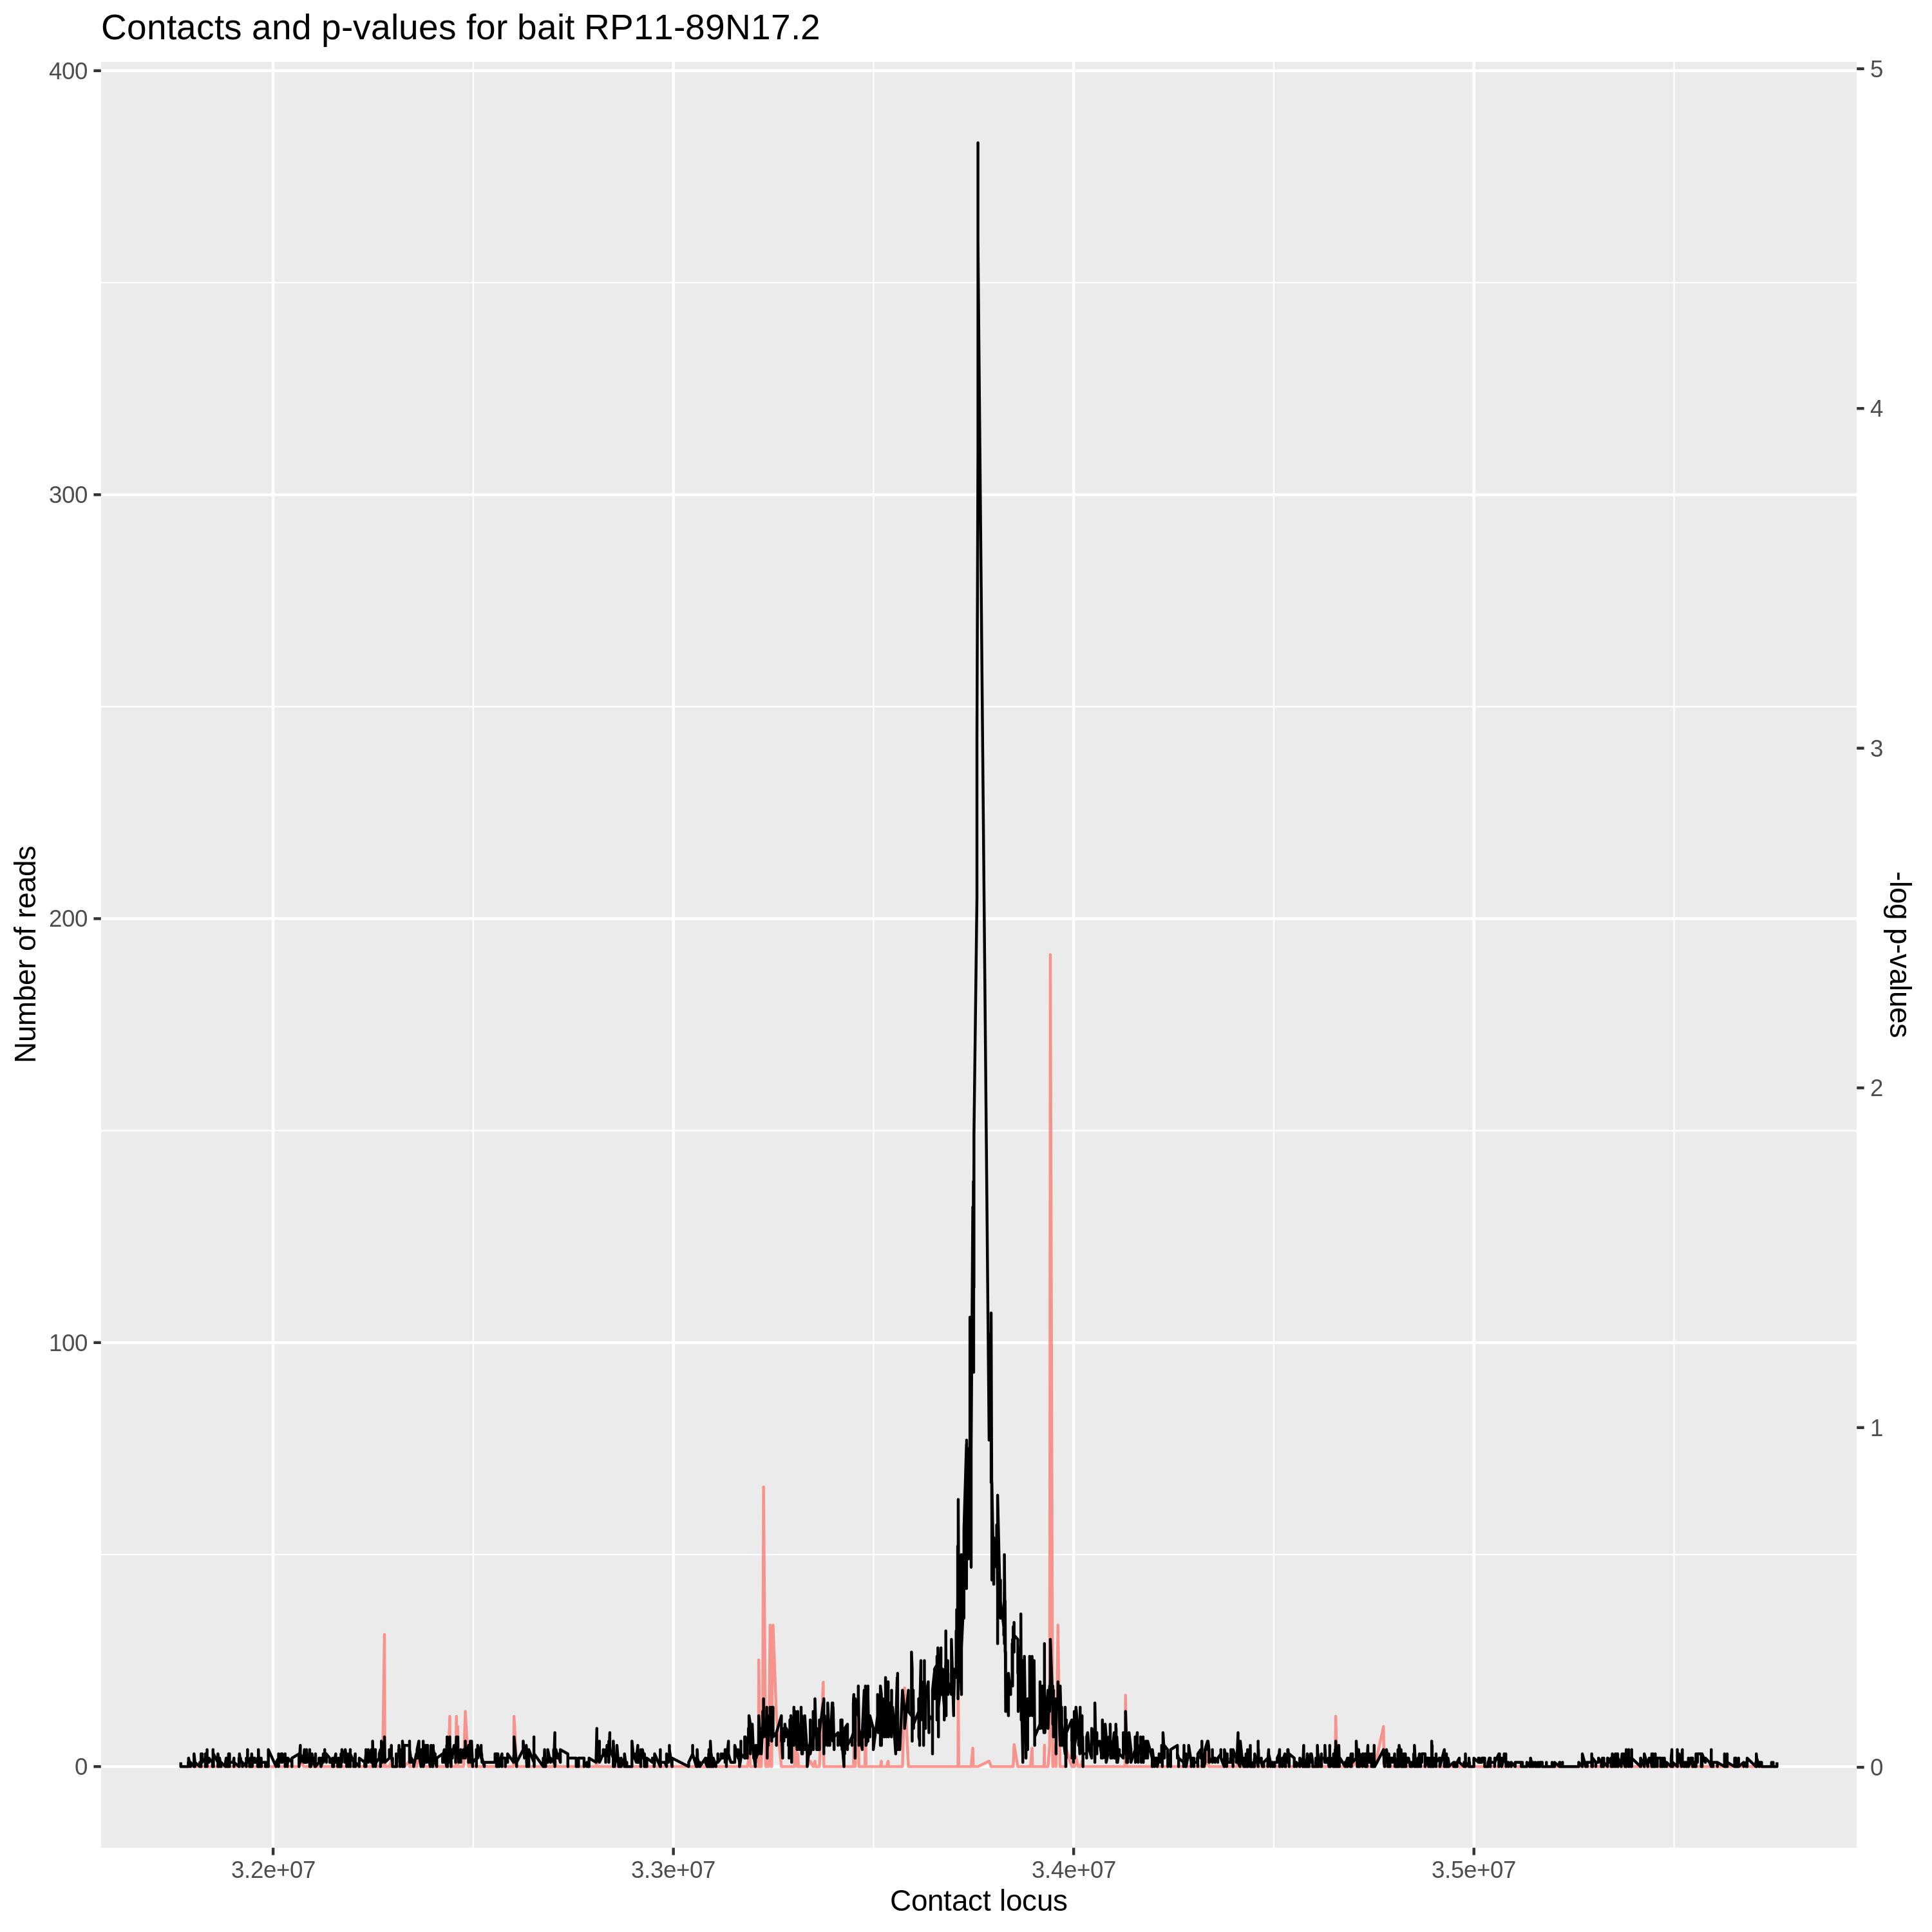 Contacts and p-values for bait RP11-89N17.2
400
300
200
100
0
5
4
3
2
1
0
Number of reads
-log p-values
3.2e+07 3.3e+07 3.4e+07 3.5e+07
Contact locus